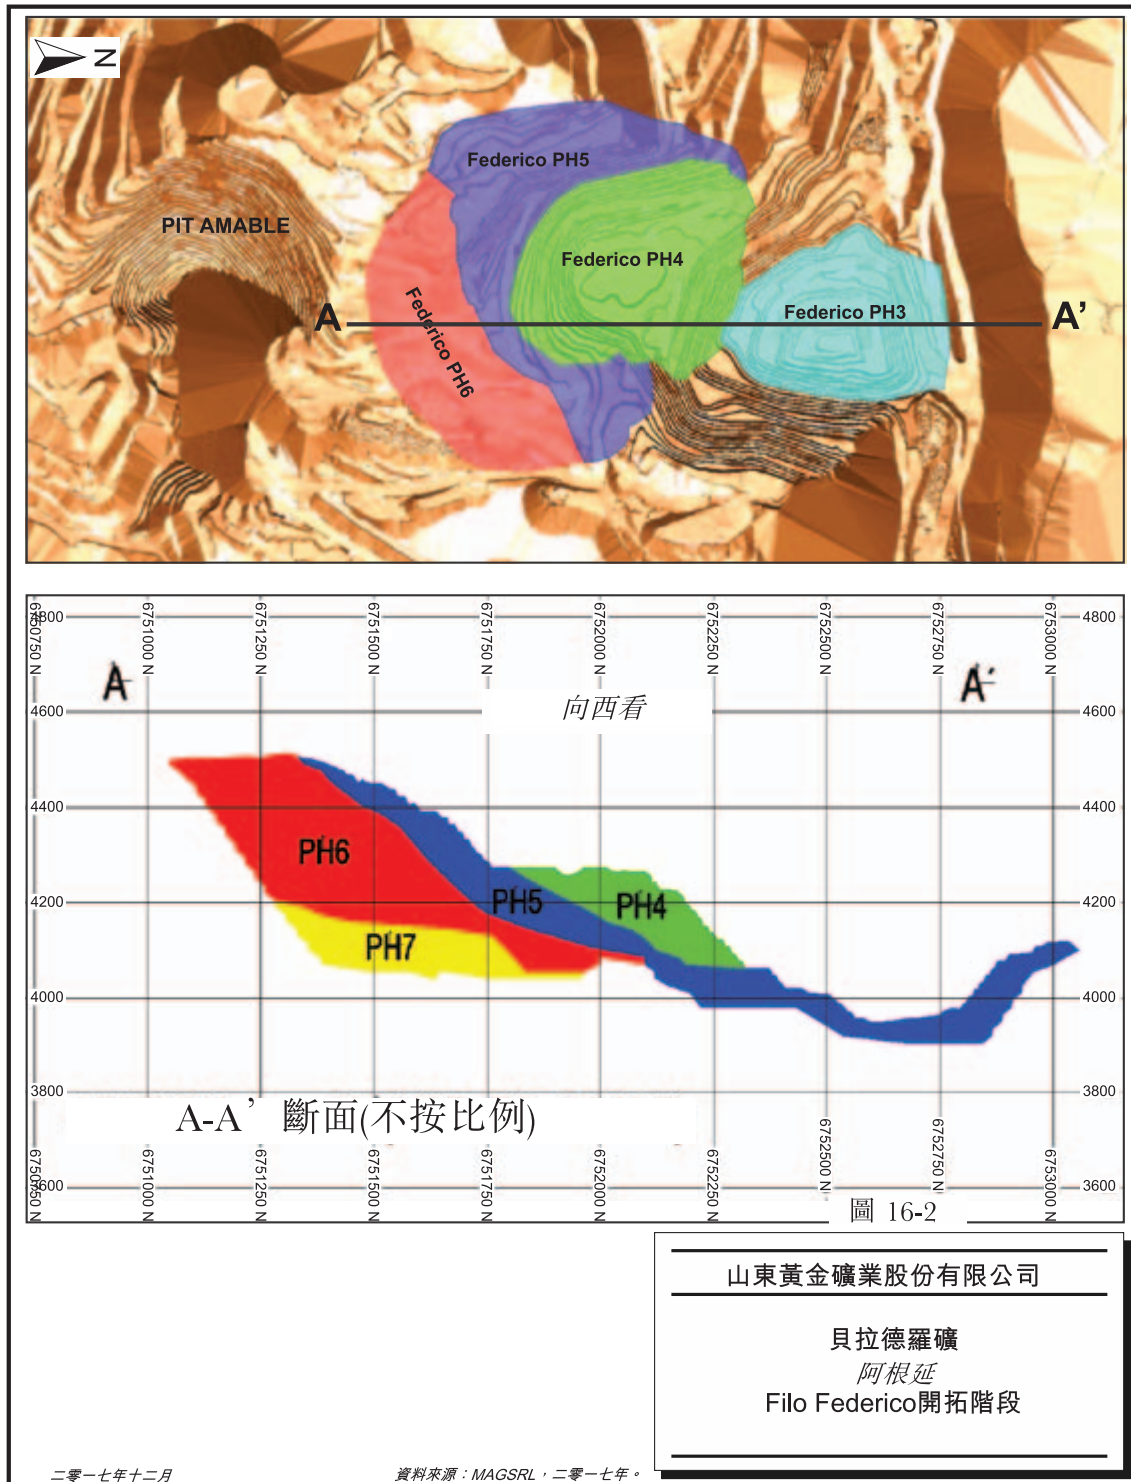 N
Federico PH5
PIT AMABLE
Federico PH4
Federico PH6
Federico PH3
A
A’
6750750 N
6751000 N
6751250 N
6751500 N
6751750 N
6752000 N
6752250 N
6752500 N
6752750 N
6753000 N
4800
4800
A
A’
向西看
4600
4600
4400
4400
PH6
4200
PH5
PH4
4200
PH7
4000
4000
3800
3800
A-A’ 斷面(不按比例)
3600
3600
6750750 N
6751000 N
6751250 N
6751500 N
6751750 N
6752000 N
6752250 N
6752500 N
6752750 N
6753000 N
圖 16-2
山東黃金礦業股份有限公司
貝拉德羅礦
阿根延
Filo Federico開拓階段
二零一七年十二月
資料來源：MAGSRL，二零一七年。